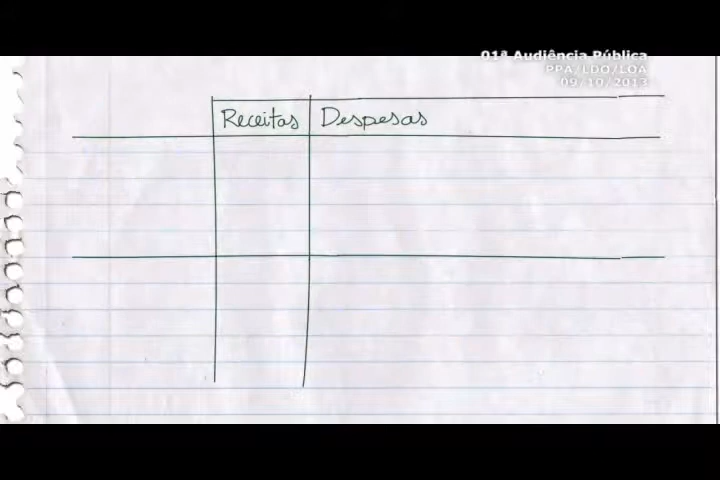 01ª Audiência Pública
PPA/LDO/LOA
09/10/2013
Receitas Despesas